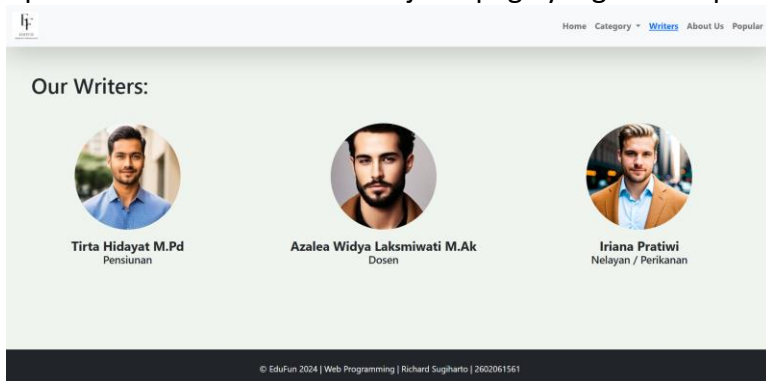 Home Category Writers About Us Popular
Our Writers:
Tirta Hidayat M.Pd
Pensiunan
Azalea Widya Laksmiwati M.Ak
Dosen
Iriana Pratiwi
Nelayan / Perikanan
© EduFun 2024 | Web Programming | Richard Sugiharto | 2602061561